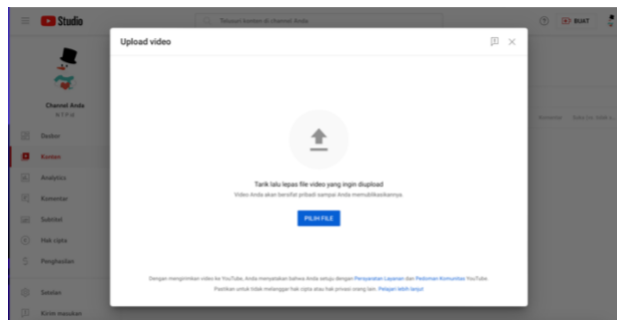 Studio
Telusuri konten di channel Anda
BUAT
Upload video
Channel Anda
Dasbor
Konten
Analytics
Komentar
Subtitel
Hak cipta
Penghasilan
Setelan
Kirim masukan
Tarik lalu lepas file video yang ingin diupload
Video Anda akan bersifat pribadi sampai Anda memublikasikannya.
PILIH FILE
Dengan mengirimkan video ke YouTube, Anda menyatakan bahwa Anda setuju dengan Persyaratan Layanan dan Pedoman Komunitas YouTube.
Pastikan untuk tidak melanggar hak cipta atau hak privasi orang lain. Pelajari lebih lanjut
Komentar